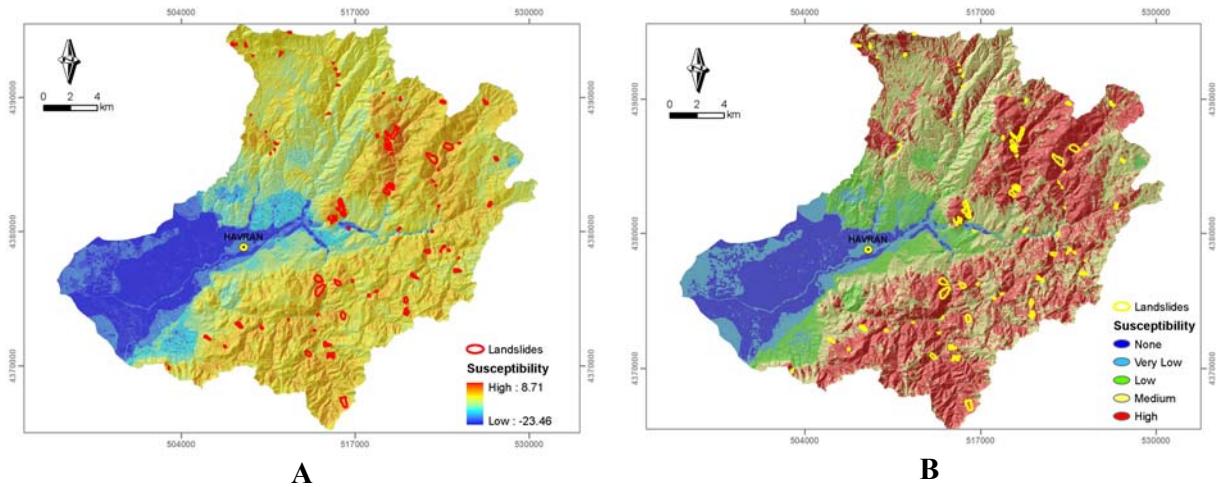 504000 517000 530000
4390000
4380000
4370000
N
0 2 4
km
HAVRAN
Landslides
Susceptibility
High : 8.71
Low : -23.46
504000 517000 530000
A
504000 517000 530000
4390000
4380000
4370000
N
0 2 4
km
HAVRAN
Landslides
Susceptibility
None
Very Low
Low
Medium
High
504000 517000 530000
B